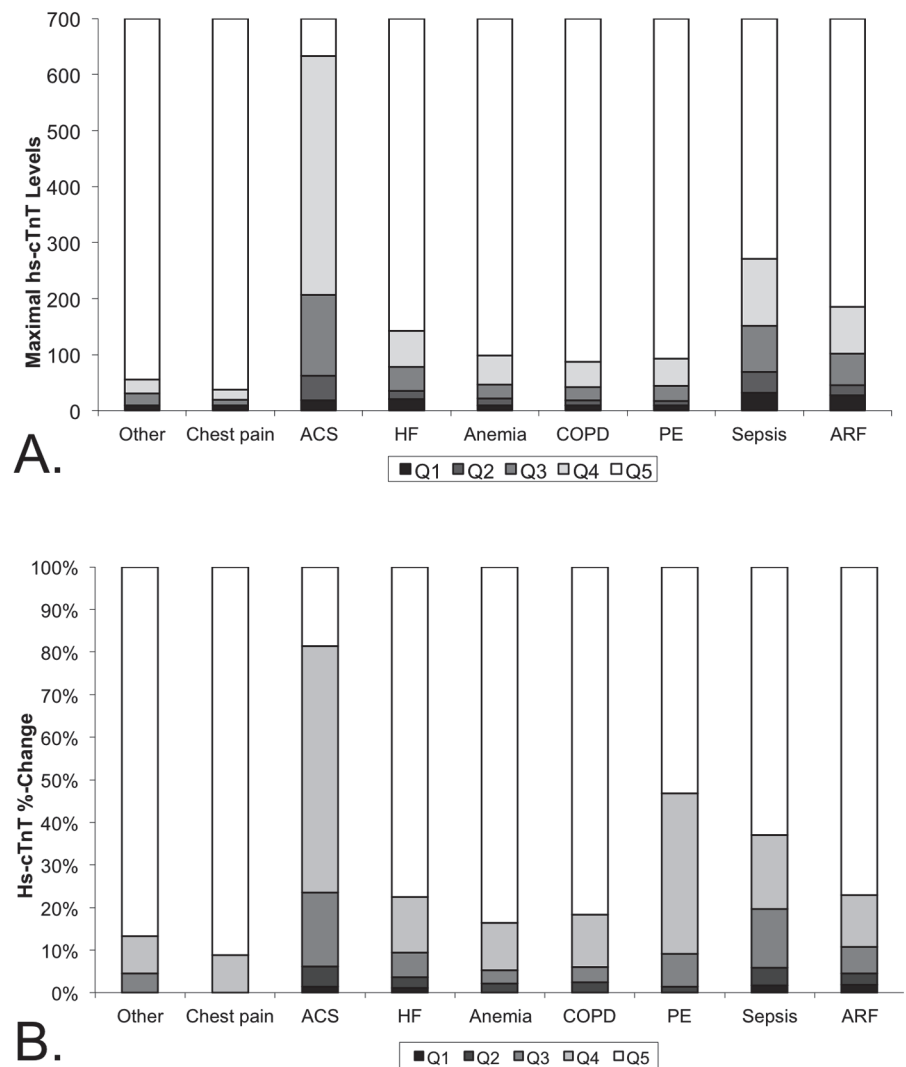 700
600
500
400
300
200
100
0
Maximal hs-cTnT Levels
Other Chest pain ACS HF Anemia COPD PE Sepsis ARF
A.
Q1 Q2 Q3 Q4 Q5
100%
90%
80%
70%
60%
50%
40%
30%
20%
10%
0%
Hs-cTnT %-Change
Other Chest pain ACS HF Anemia COPD PE Sepsis ARF
B.
Q1 Q2 Q3 Q4 Q5